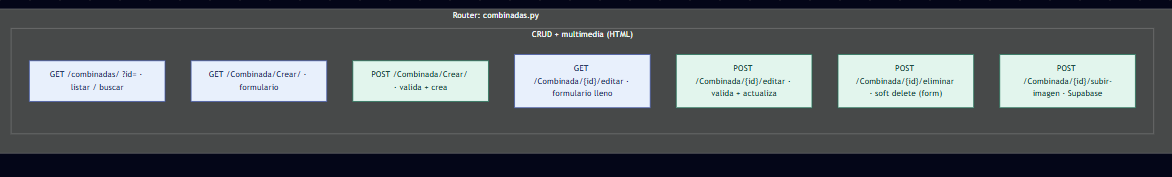 Router: combinadas.py
CRUD + multimedia (HTML)
GET /combinadas/ ?id= ·
listar / buscar
GET /Combinada/Crear/ ·
formulario
POST /Combinada/Crear/
· valida + crea
GET
/Combinada/{id}/editar ·
formulario lleno
POST
/Combinada/{id}/editar ·
valida + actualiza
POST
/Combinada/{id}/eliminar
· soft delete (form)
POST
/Combinada/{id}/subir-
imagen · Supabase